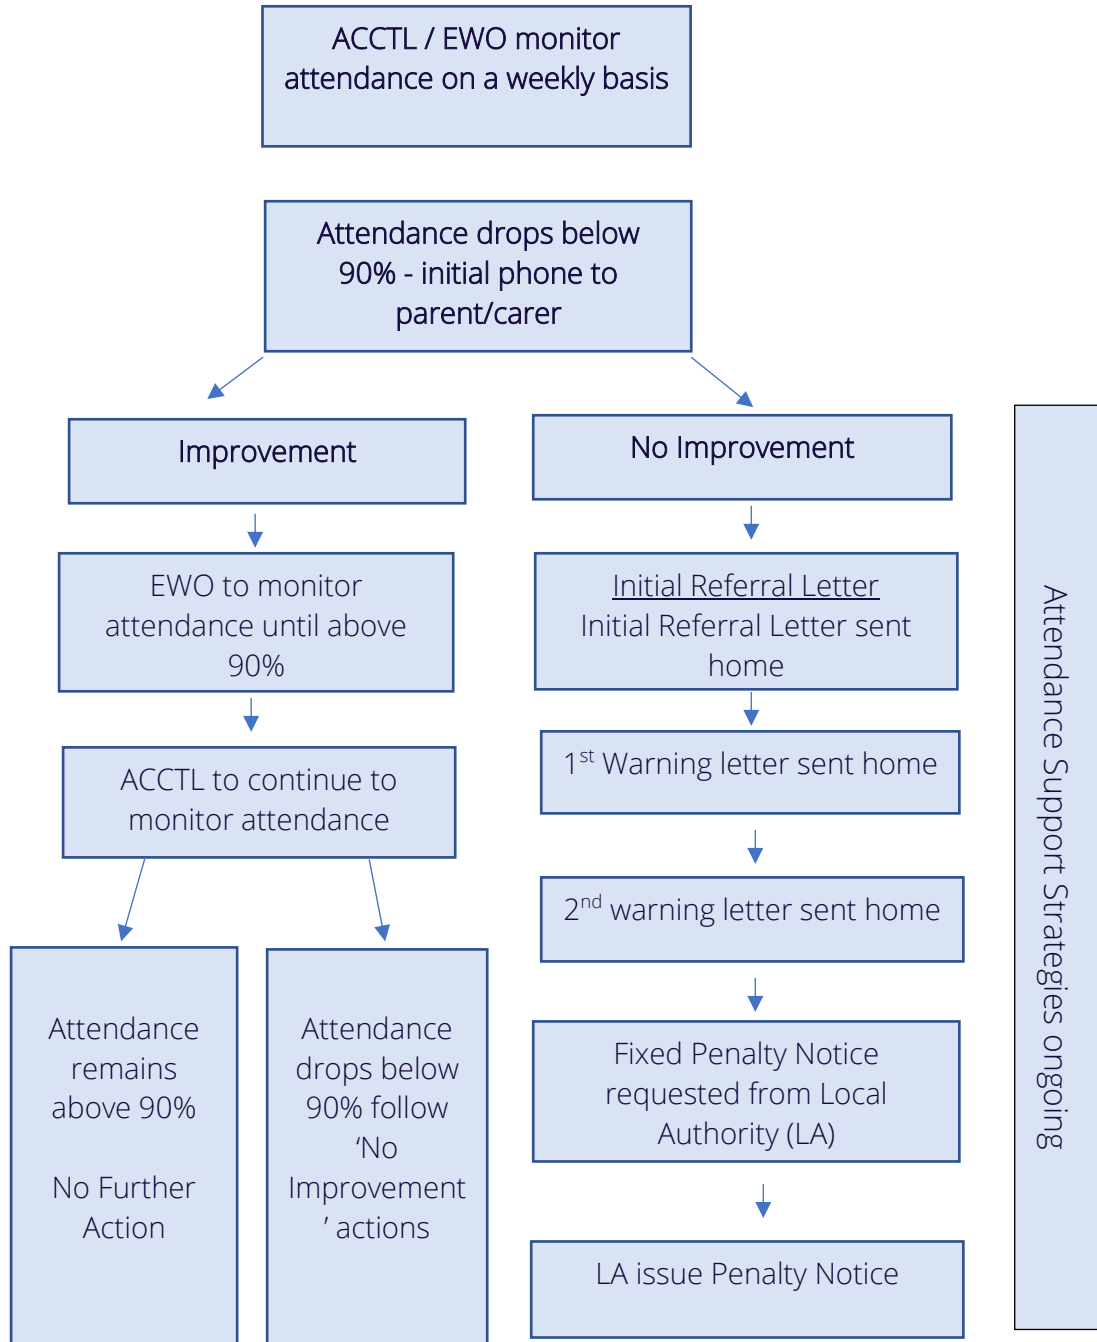 ACCTL / EWO monitor
attendance on a weekly basis
Attendance drops below
90% - initial phone to
parent/carer
Improvement
No Improvement
EWO to monitor
attendance until above
90%
Initial Referral Letter
Initial Referral Letter sent
home
ACCTL to continue to
monitor attendance
1st Warning letter sent home
2nd warning letter sent home
Attendance
remains
above 90%
No Further
Action
Attendance
drops below
90% follow
‘No
Improvement
’ actions
Fixed Penalty Notice
requested from Local
Authority (LA)
LA issue Penalty Notice
Attendance Support Strategies ongoing